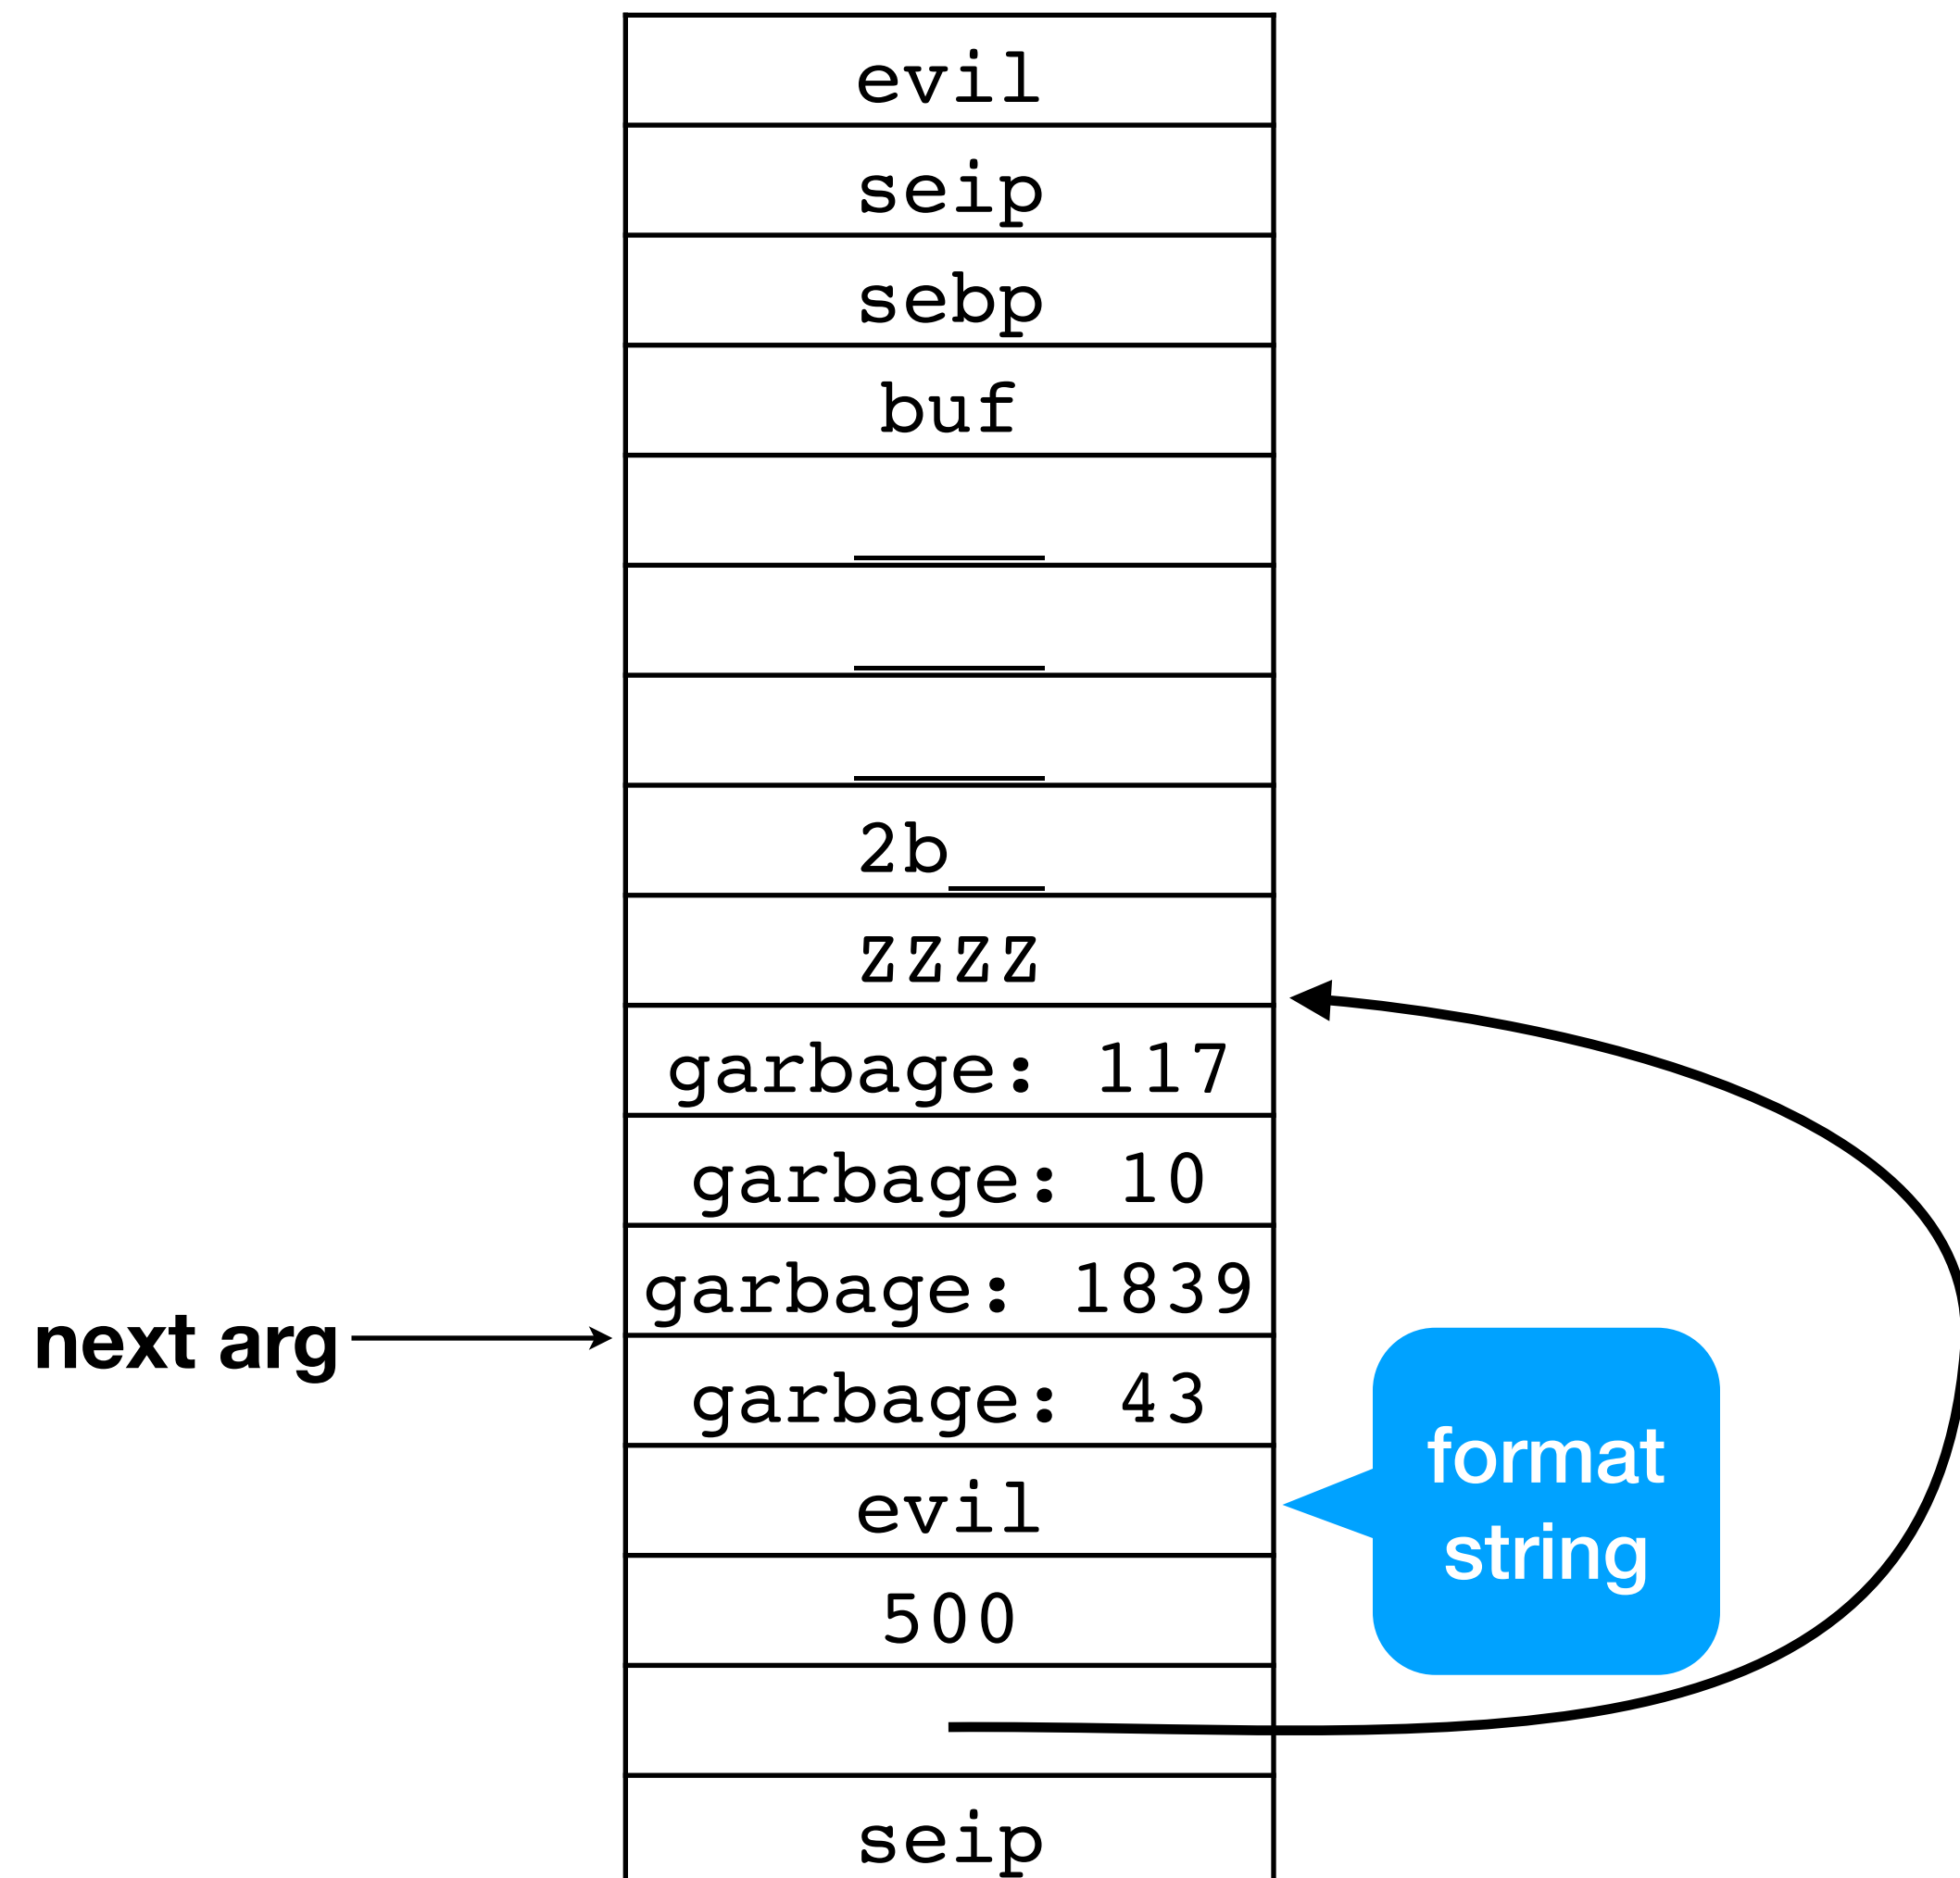 evil
seip
sebp
buf
____
____
____
2b__
zzzz
garbage: 117
garbage: 10
garbage: 1839
next arg
garbage: 43
evil
format
string
500
seip